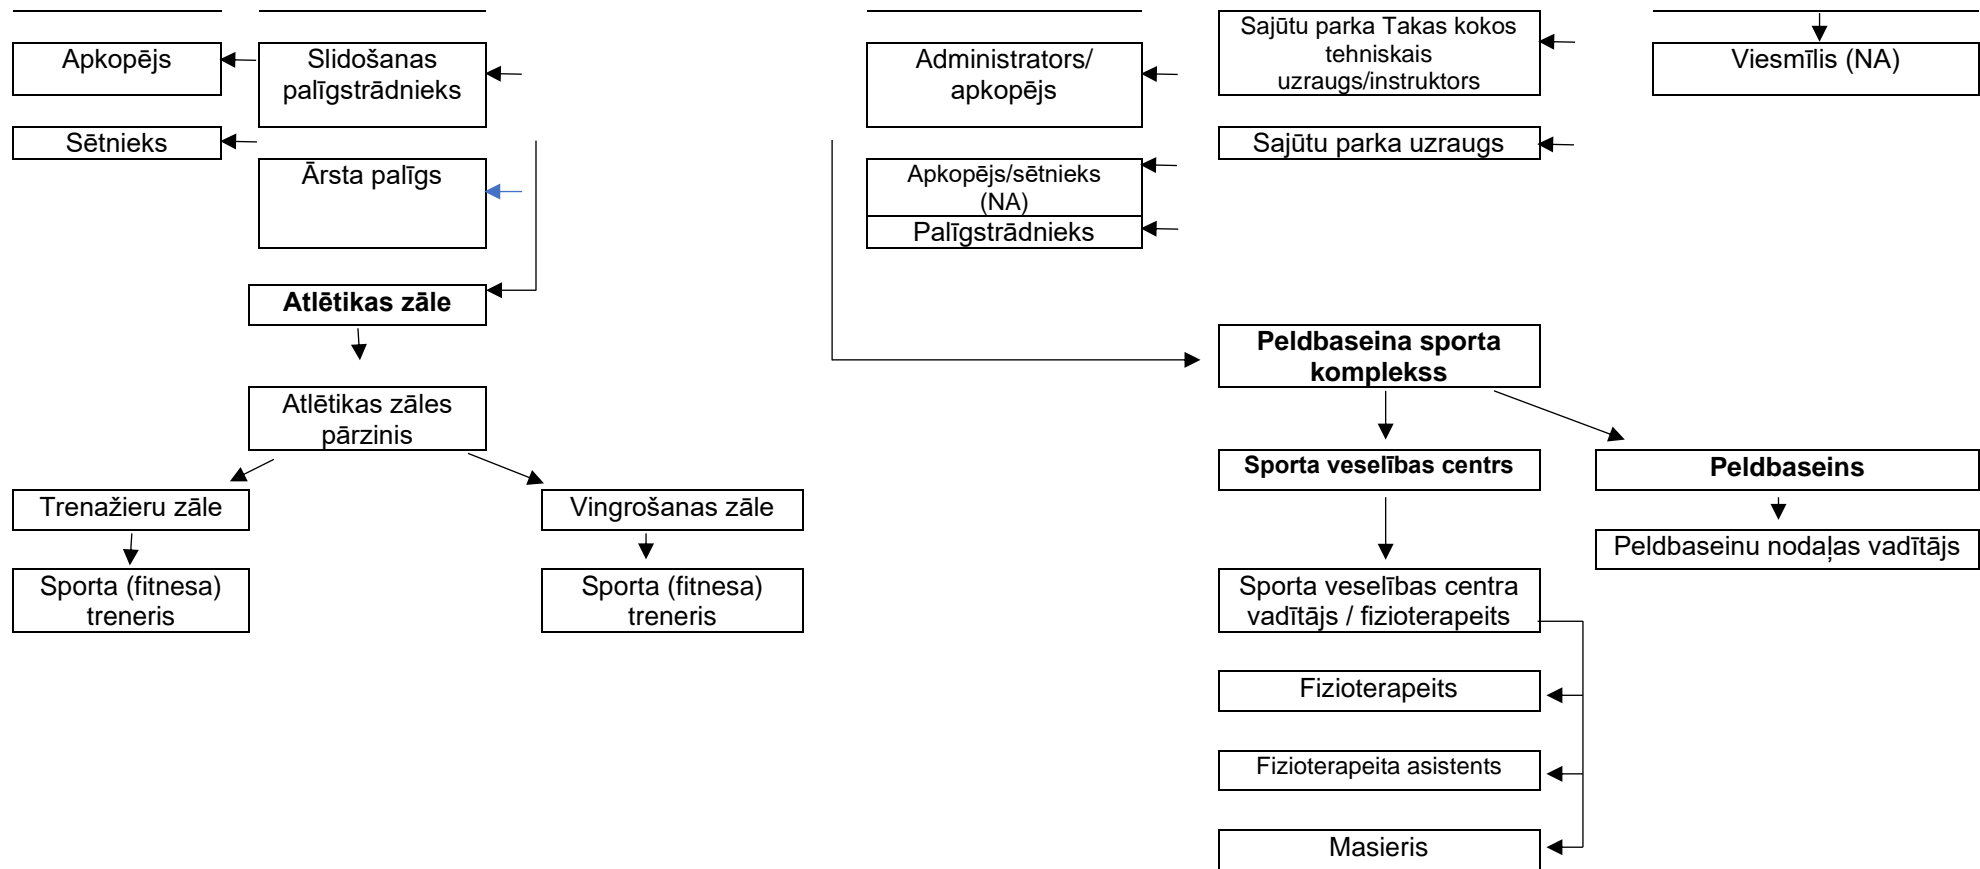 Apkopējs
Slidošanas
palīgstrādnieks
Administrators/
apkopējs
Sajūtu parka Takas kokos
tehniskais
uzraugs/instruktors
Viesmīlis (NA)
Sētnieks
Ārsta palīgs
Apkopējs/sētnieks
(NA)
Palīgstrādnieks
Sajūtu parka uzraugs
Atlētikas zāle
Peldbaseina sporta
komplekss
Atlētikas zāles
pārzinis
Sporta veselības centrs
Peldbaseins
Trenažieru zāle
Vingrošanas zāle
Peldbaseinu nodaļas vadītājs
Sporta (fitnesa)
treneris
Sporta (fitnesa)
treneris
Sporta veselības centra
vadītājs / fizioterapeits
Fizioterapeits
Fizioterapeita asistents
Masieris